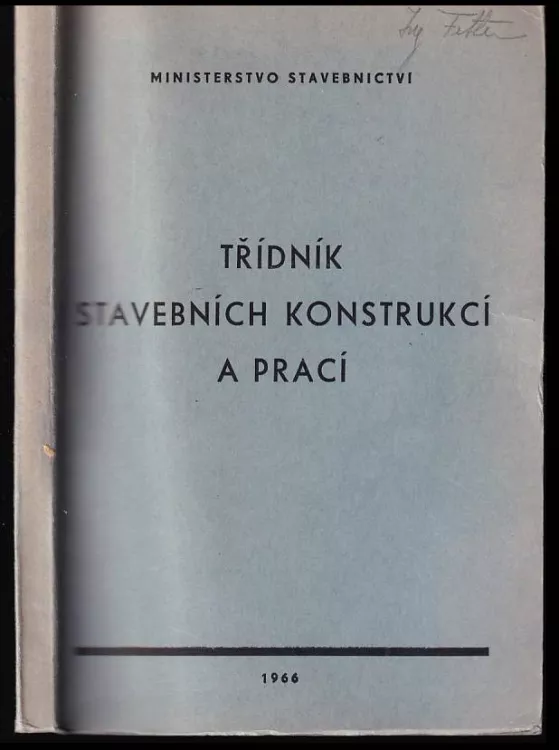 MINISTERSTVO STAVEBNICTVÍ
TŘÍDNÍK
STAVEBNÍCH KONSTRUKCÍ
A PRACÍ
1966